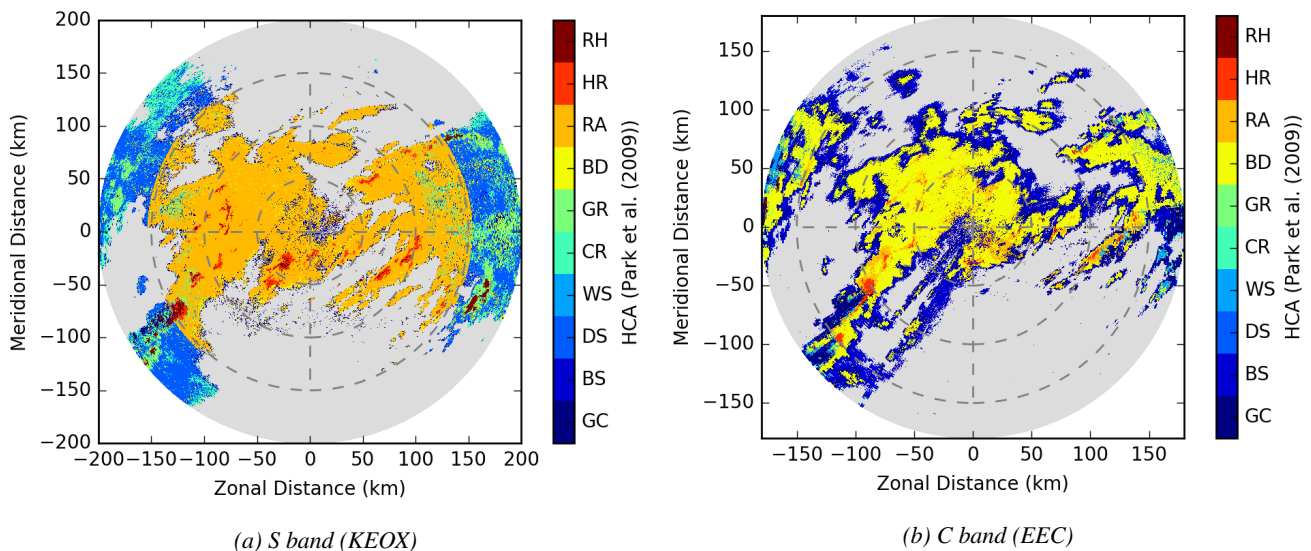 200
150
100
50
0
−50
−100
−150
−200
−200
−150
−100
−50
0
50
100
150
200
Meridional Distance (km)
Zonal Distance (km)
RH
HR
RA
BD
GR
CR
WS
DS
BS
GC
HCA (Park et al. (2009))
(a) S band (KEOX)
150
100
50
0
−50
−100
−150
−150
−100
−50
0
50
100
150
Meridional Distance (km)
Zonal Distance (km)
RH
HR
RA
BD
GR
CR
WS
DS
BS
GC
HCA (Park et al. (2009))
(b) C band (EEC)